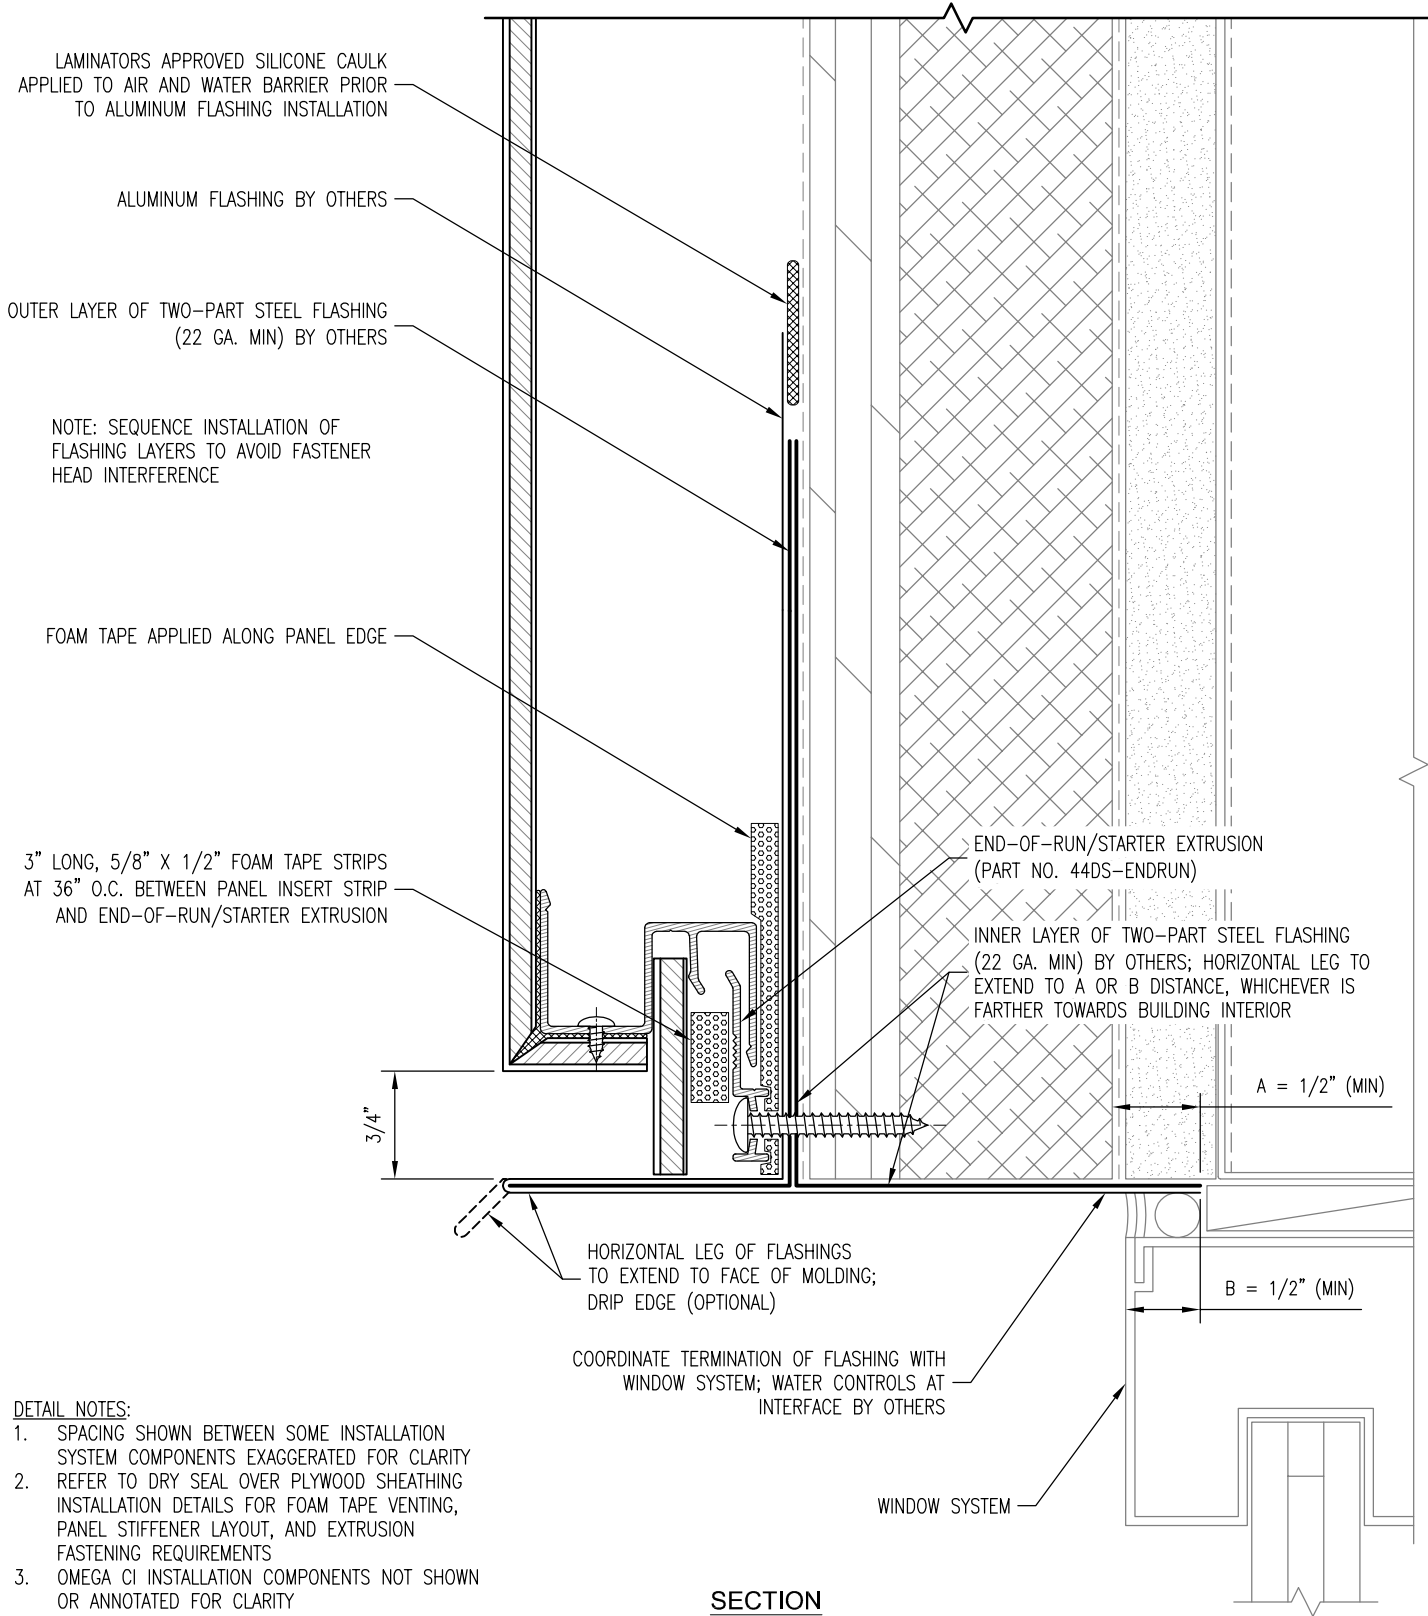 LAMINATORS APPROVED SILICONE CAULK
APPLIED TO AIR AND WATER BARRIER PRIOR
TO ALUMINUM FLASHING INSTALLATION
ALUMINUM FLASHING BY OTHERS
OUTER LAYER OF TWO-PART STEEL FLASHING
(22 GA. MIN) BY OTHERS
NOTE: SEQUENCE INSTALLATION OF
FLASHING LAYERS TO AVOID FASTENER
HEAD INTERFERENCE
FOAM TAPE APPLIED ALONG PANEL EDGE
3" LONG, 5/8" X 1/2" FOAM TAPE STRIPS
AT 36" O.C. BETWEEN PANEL INSERT STRIP
AND END-OF-RUN/STARTER EXTRUSION
END-OF-RUN/STARTER EXTRUSION
(PART NO. 44DS-ENDRUN)
INNER LAYER OF TWO-PART STEEL FLASHING
(22 GA. MIN) BY OTHERS; HORIZONTAL LEG TO
EXTEND TO A OR B DISTANCE, WHICHEVER IS
FARTHER TOWARDS BUILDING INTERIOR
A = 1/2" (MIN)
3/4"
HORIZONTAL LEG OF FLASHINGS
TO EXTEND TO FACE OF MOLDING;
DRIP EDGE (OPTIONAL)
B = 1/2" (MIN)
COORDINATE TERMINATION OF FLASHING WITH
WINDOW SYSTEM; WATER CONTROLS AT
INTERFACE BY OTHERS
WINDOW SYSTEM
DETAIL NOTES:
1. SPACING SHOWN BETWEEN SOME INSTALLATION
SYSTEM COMPONENTS EXAGGERATED FOR CLARITY
2. REFER TO DRY SEAL OVER PLYWOOD SHEATHING
INSTALLATION DETAILS FOR FOAM TAPE VENTING,
PANEL STIFFENER LAYOUT, AND EXTRUSION
FASTENING REQUIREMENTS
3. OMEGA CI INSTALLATION COMPONENTS NOT SHOWN
OR ANNOTATED FOR CLARITY
SECTION